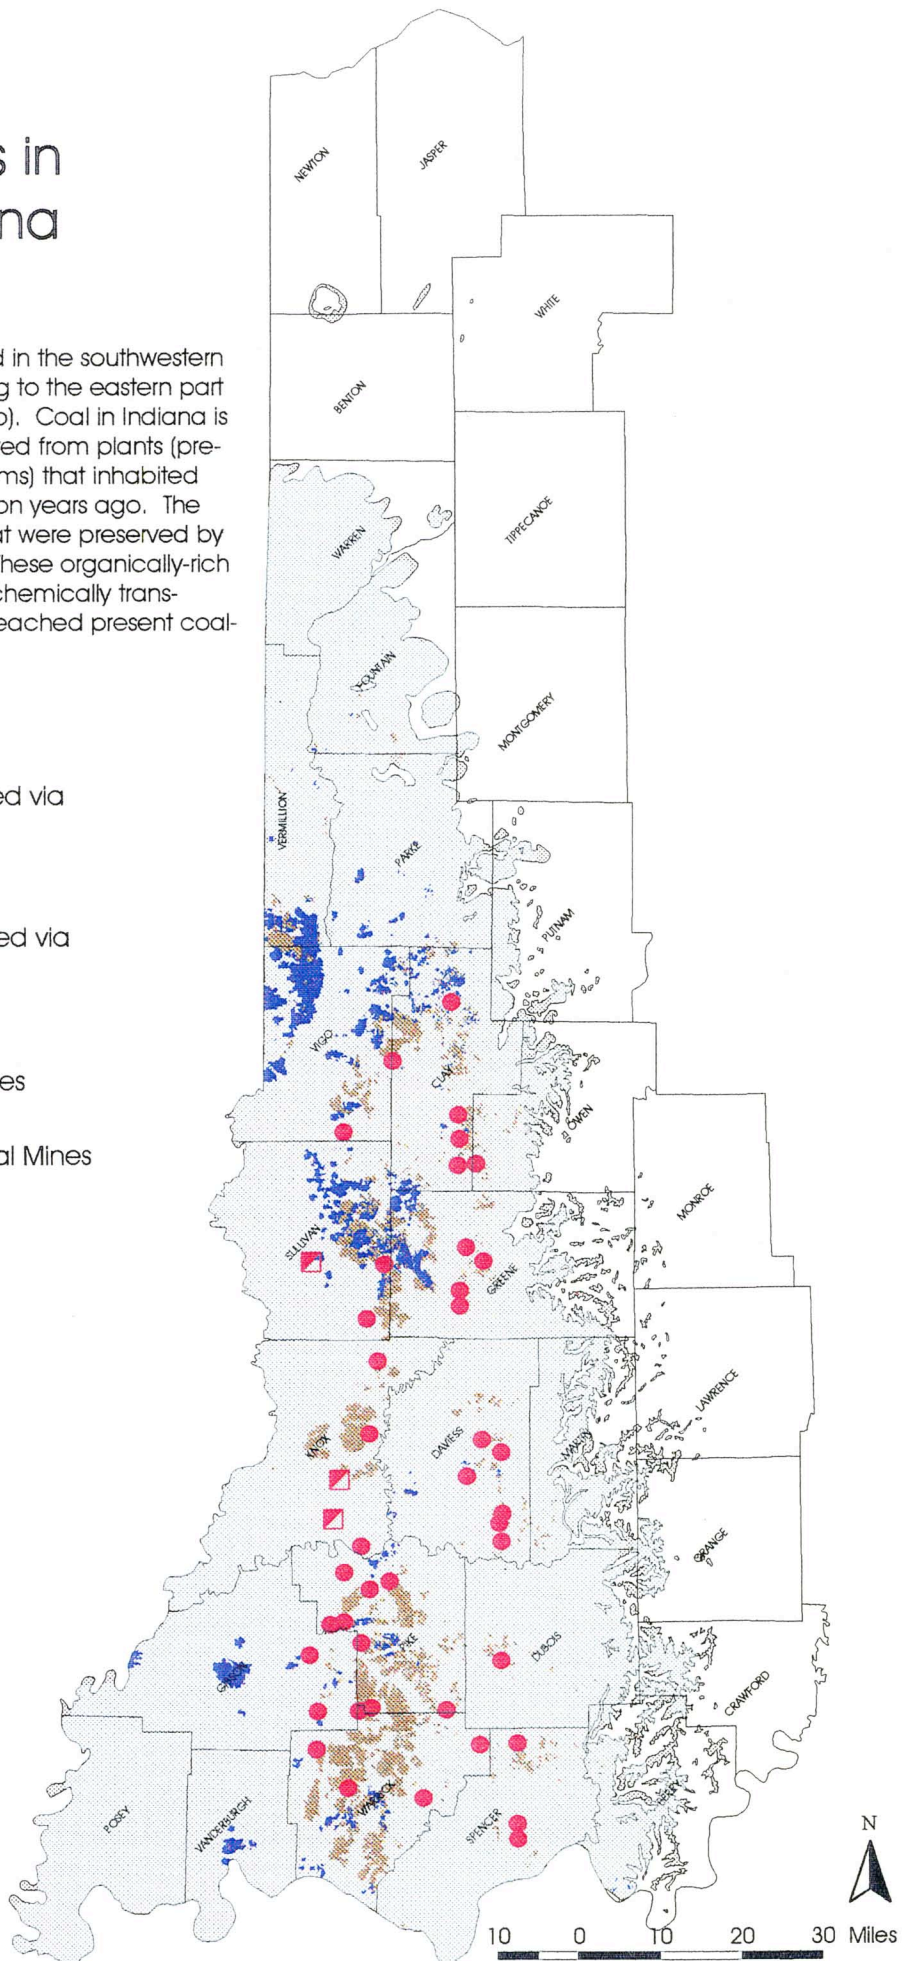 s in
na
d in the southwestern
g to the eastern part
o). Coal in Indiana is
ed from plants (pre-
ms) that inhabited
on years ago. The
at were preserved by
hese organically-rich
chemically trans-
eached present coal-
ed via
ed via
es
al Mines
NEWTON
JASPER
WHITE
BENTON
TIPPECANOE
WARREN
FOUNTAIN
MONTGOMERY
VERMILLION
PARKE
PUTNAM
VIGO
CLAY
OWEN
MONROE
SULLIVAN
GREENE
LAWRENCE
KNOX
DAVIESS
MARTIN
ORANGE
PIKE
DUBOIS
GIBSON
CRAWFORD
POSEY
VANDERBURGH
WARRICK
SPENCER
PERRY
N
10 0 10 20 30 Miles